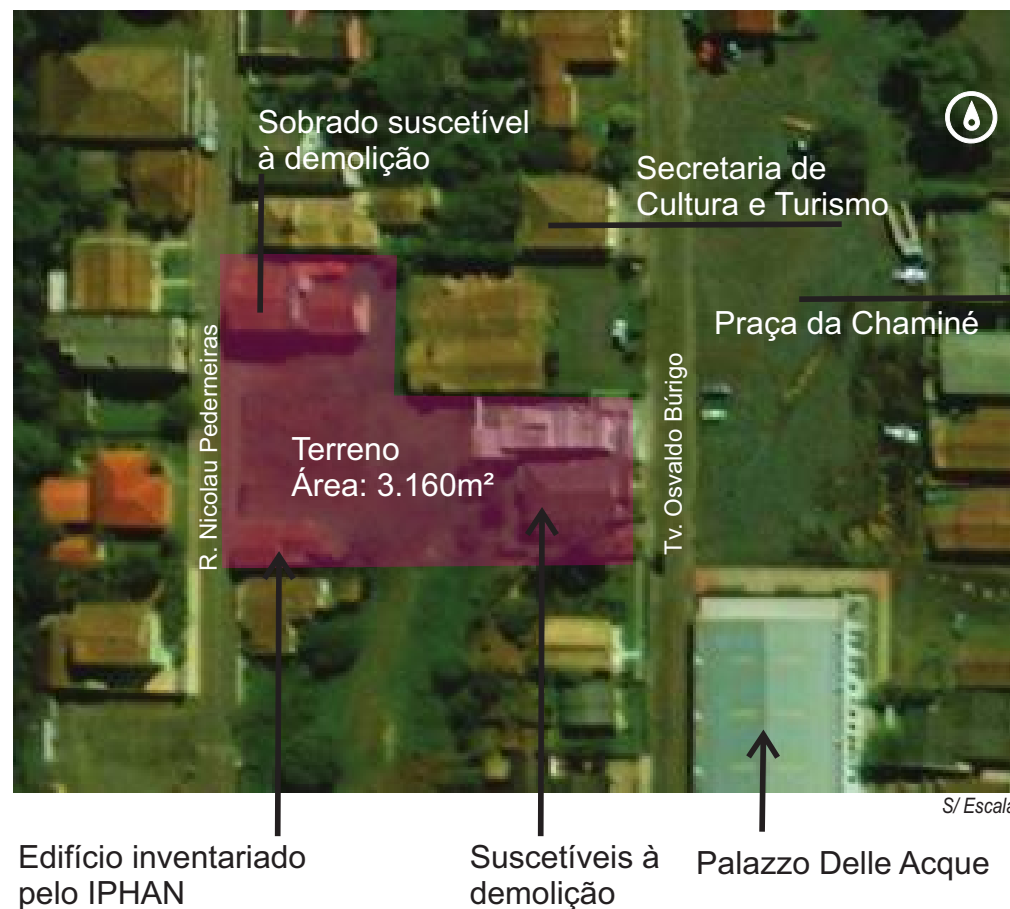 Sobrado suscetível
à demolição
Secretaria de
Cultura e Turismo
Praça da Chaminé
R. Nicolau Pederneiras
Terreno
Área: 3.160m²
Tv. Osvaldo Búrigo
S/ Escala
Edifício inventariado
pelo IPHAN
Suscetíveis à
demolição
Palazzo Delle Acque